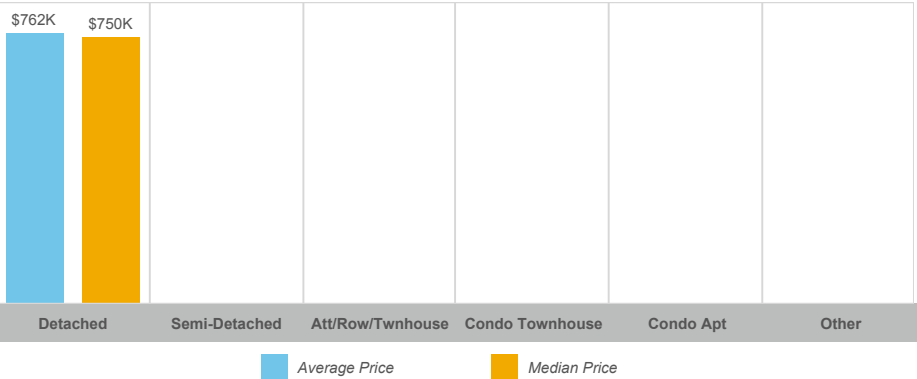 $762K
$750K
Detached Semi-Detached Att/Row/Twnhouse Condo Townhouse Condo Apt Other
Average Price Median Price